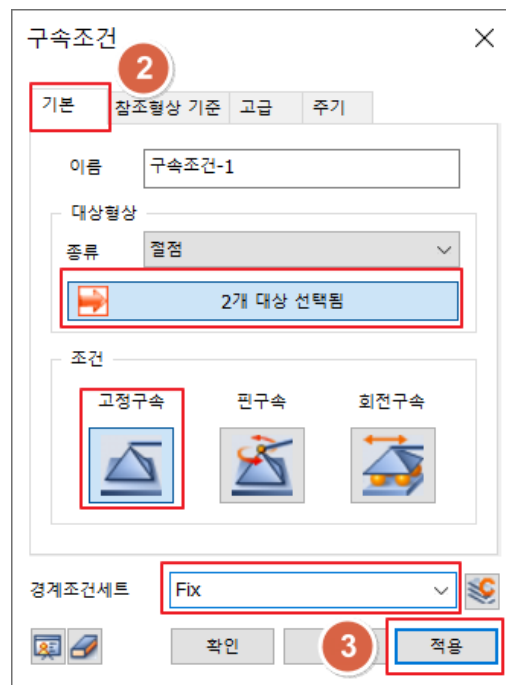 구속조건
2
기본 참조형상 기준 고급 주기
이름 구속조건-1
대상형상
종류 절점
2개 대상 선택됨
조건
고정구속 핀구속 회전구속
경계조건세트 Fix
확인 3 적용